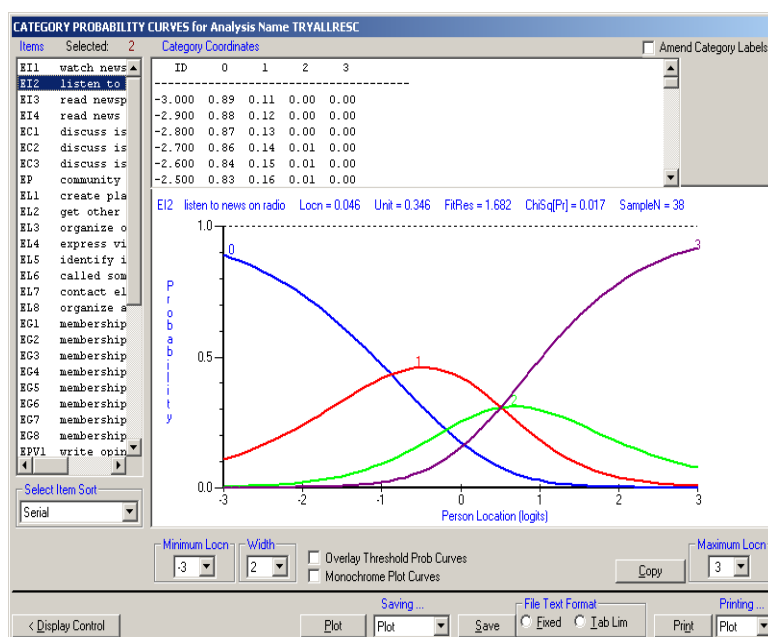 CATEGORY PROBABILITY CURVES for Analysis Name TRYALLRESC
Items Selected: 2 Category Coordinates Amend Category Labels
EI1 watch news
EI2 listen to
EI3 read newsp
EI4 read news
EC1 discuss is
EC2 discuss is
EC3 discuss is
EP community
EL1 create pla
EL2 get other
EL3 organize o
EL4 express vi
EL5 identify i
EL6 called som
EL7 contact el
EL8 organize a
EG1 membership
EG2 membership
EG3 membership
EG4 membership
EG5 membership
EG6 membership
EG7 membership
EG8 membership
EPV1 write opin
Select Item Sort
Serial
ID 0 1 2 3
-----------------------------------------
-3.000 0.89 0.11 0.00 0.00
-2.900 0.88 0.12 0.00 0.00
-2.800 0.87 0.13 0.00 0.00
-2.700 0.86 0.14 0.01 0.00
-2.600 0.84 0.15 0.01 0.00
-2.500 0.83 0.16 0.01 0.00
EI2 listen to news on radio Locn = 0.046 Unit = 0.346 FitRes = 1.682 ChiSq[Pr] = 0.017 SampleN = 38
1.0
0 3
Probability
0.5
1
2
0.0
-3 -2 -1 0 1 2 3
Person Location (logits)
Minimum Locn Width Maximum Locn
-3 2 3
Overlay Threshold Prob Curves
Monochrome Plot Curves
Copy
Saving ... File Text Format Printing ...
< Display Control Plot Plot Save Fixed Tab Lim Print Plot